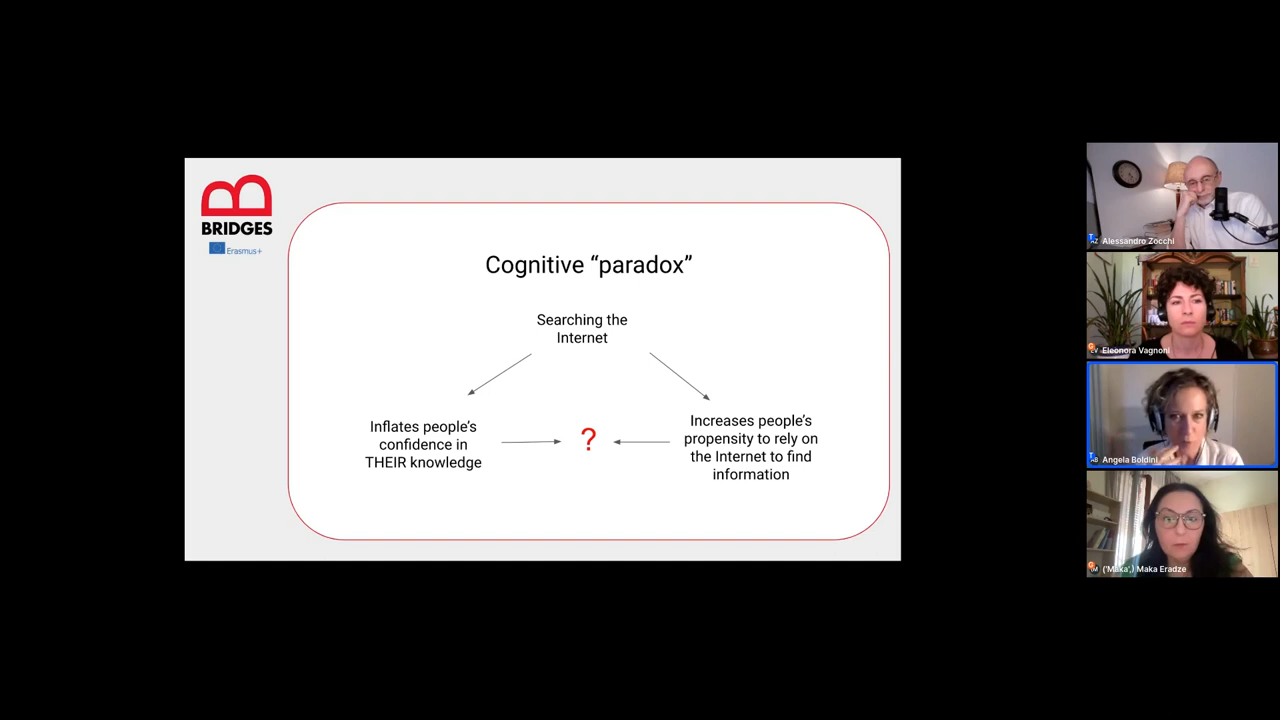 BRIDGES
Erasmus+
Cognitive “paradox”
Searching the
Internet
Inflates people’s
confidence in
THEIR knowledge
?
Increases people’s
propensity to rely on
the Internet to find
information
Alessandro Zocchi
Eleonora Vagnoni
Angela Boldini
('Maka',) Maka Eradze